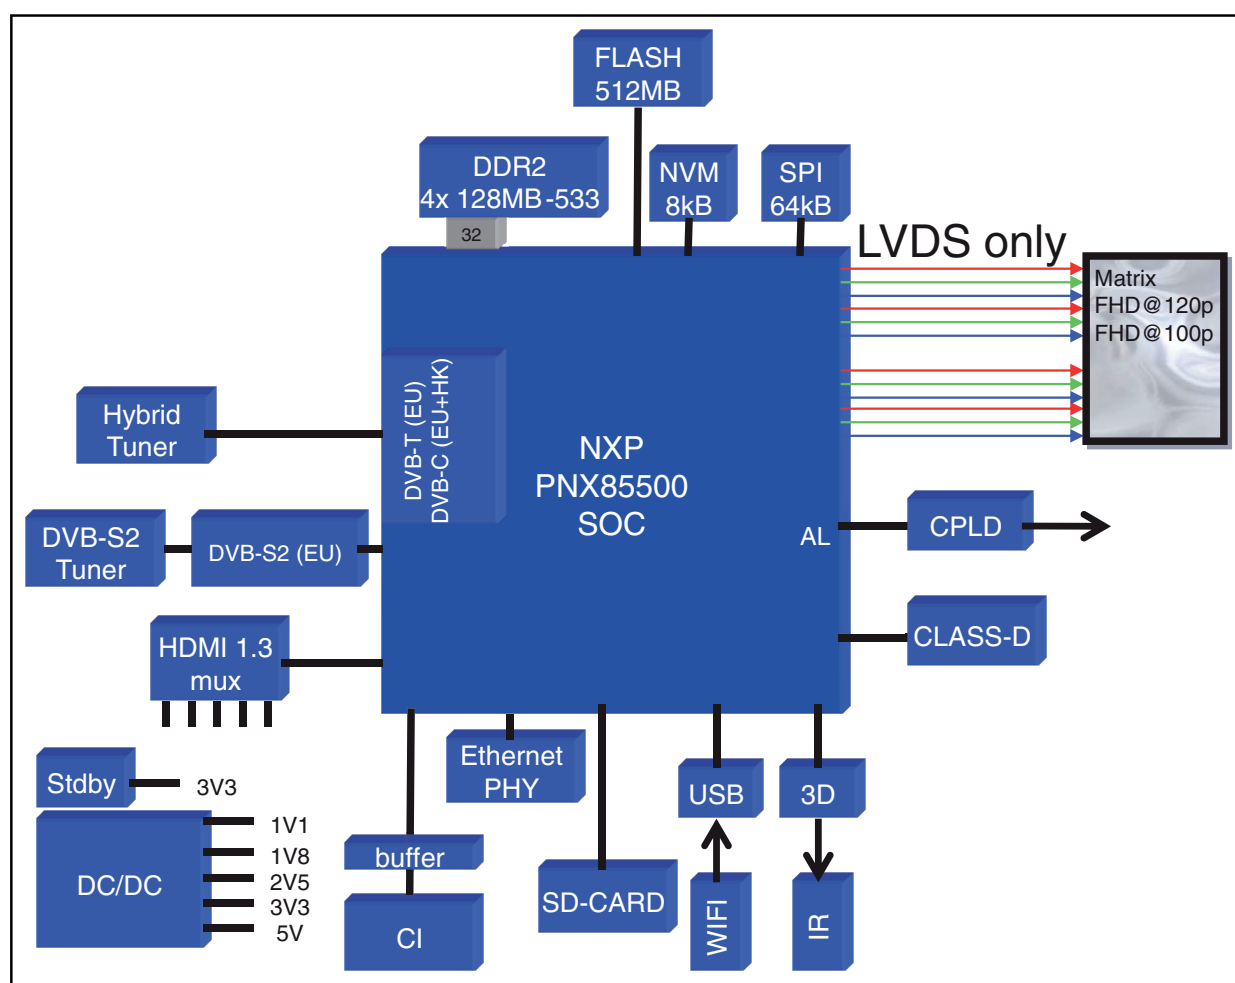 FLASH
512MB
DDR2
4x 128MB-533
32
NVM
8kB
SPI
64kB
LVDS only
Matrix
FHD@120p
FHD@100p
Hybrid
Tuner
DVB-T (EU)
DVB-C (EU+HK)
NXP
PNX85500
SOC
AL
CPLD
DVB-S2
Tuner
DVB-S2 (EU)
CLASS-D
HDMI 1.3
mux
Ethernet
PHY
USB
3D
Stdby
3V3
DC/DC
1V1
1V8
2V5
3V3
5V
buffer
CI
SD-CARD
WIFI
IR